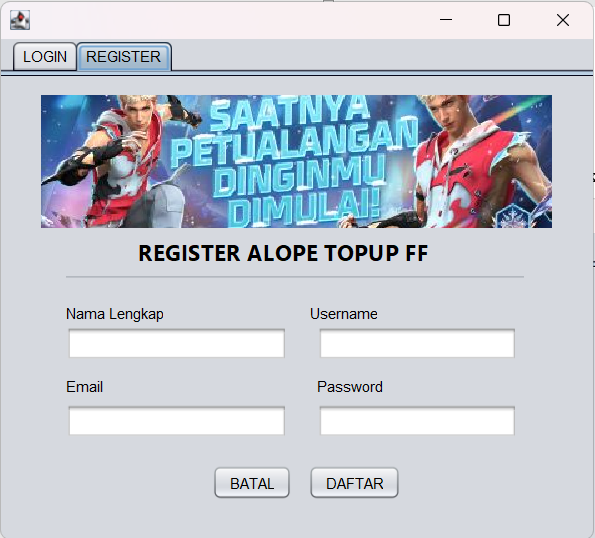 LOGIN REGISTER
SAATNYA
PETUALANGAN
DINGINMU
DIMULAI!
REGISTER ALOPE TOPUP FF
Nama Lengkap Username
Email Password
BATAL DAFTAR